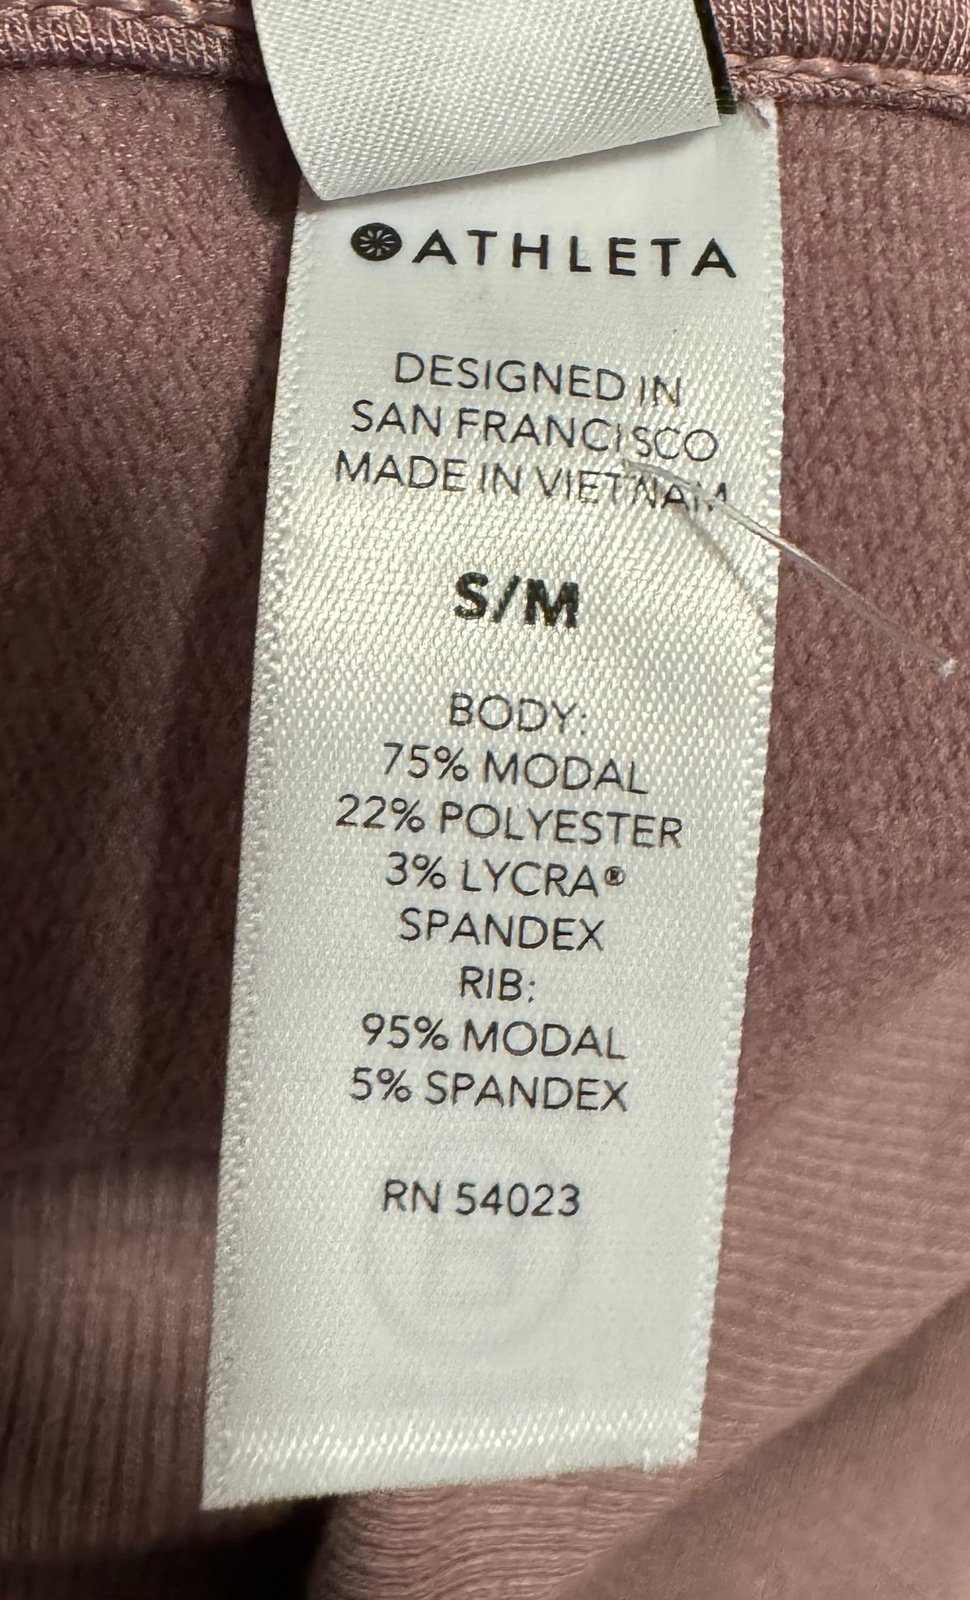 ATHLETA
DESIGNED IN
SAN FRANCISCO
MADE IN VIETNAM
S/M
BODY:
75% MODAL
22% POLYESTER
3% LYCRA®
SPANDEX
RIB:
95% MODAL
5% SPANDEX
RN 54023